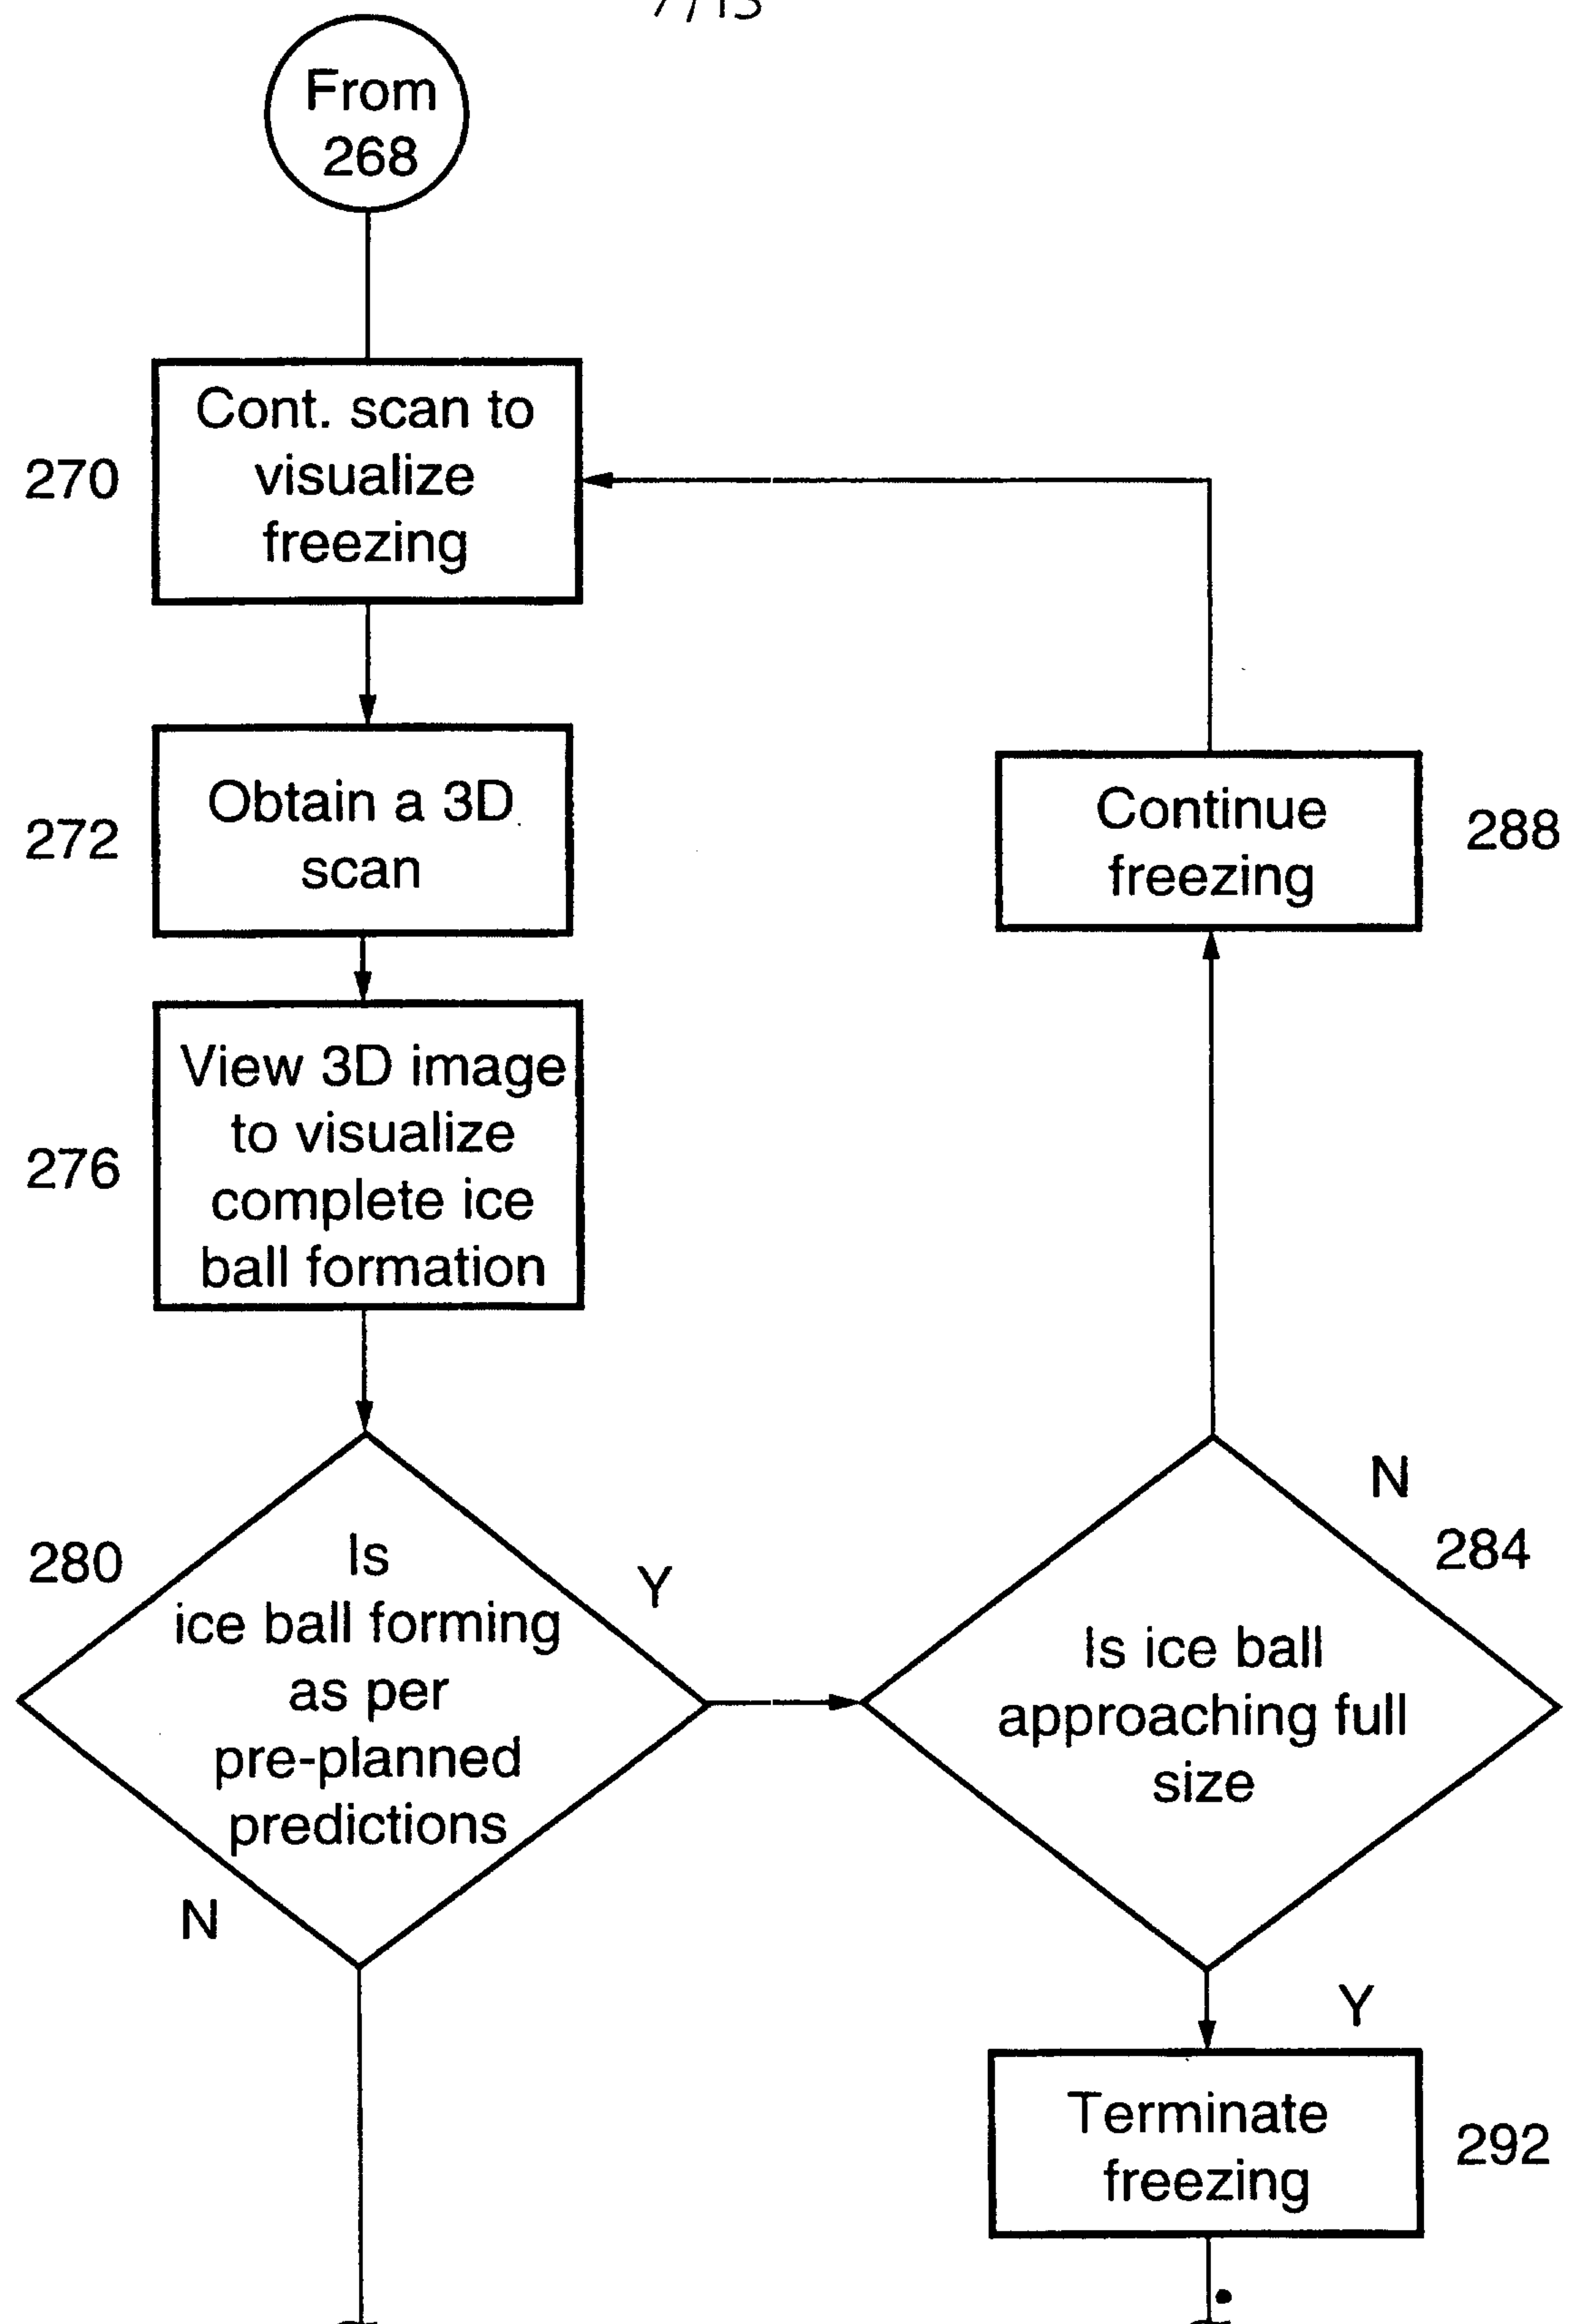 7/13
From
268
270
Cont. scan to
visualize
freezing
272
Obtain a 3D
scan
Continue
freezing
288
276
View 3D image
to visualize
complete ice
ball formation
280
Is
ice ball forming
as per
pre-planned
predictions
Y
N
N
284
Is ice ball
approaching full
size
Y
Terminate
freezing
292